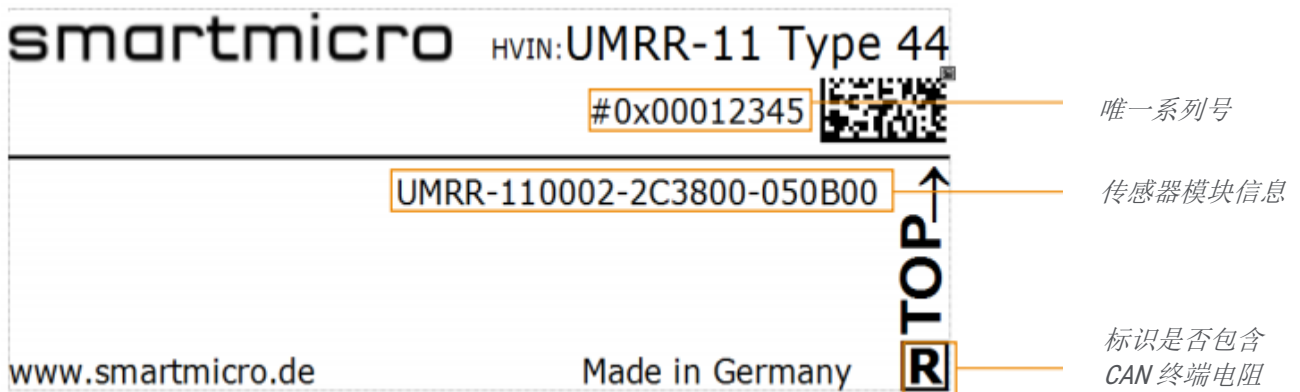 smartmicro HVIN:UMRR-11 Type 44
#0x00012345
唯一系列号
UMRR-110002-2C3800-050B00
传感器模块信息
TOP→
R
标识是否包含
CAN 终端电阻
www.smartmicro.de
Made in Germany